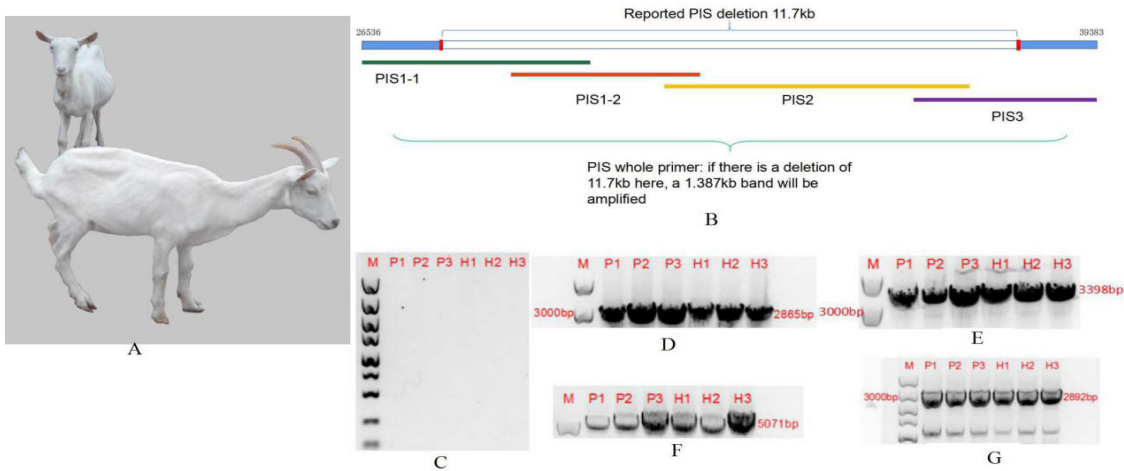 Reported PIS deletion 11.7kb
26536
39383
PIS1-1
PIS1-2
PIS2
PIS3
PIS whole primer: if there is a deletion of
11.7kb here, a 1.387kb band will be
amplified
A
B
M P1 P2 P3 H1 H2 H3
C
M P1 P2 P3 H1 H2 H3
3000bp
2865bp
D
M P1 P2 P3 H1 H2 H3
3398bp
3000bp
E
M P1 P2 P3 H1 H2 H3
5071bp
F
M P1 P2 P3 H1 H2 H3
3000bp
2892bp
G